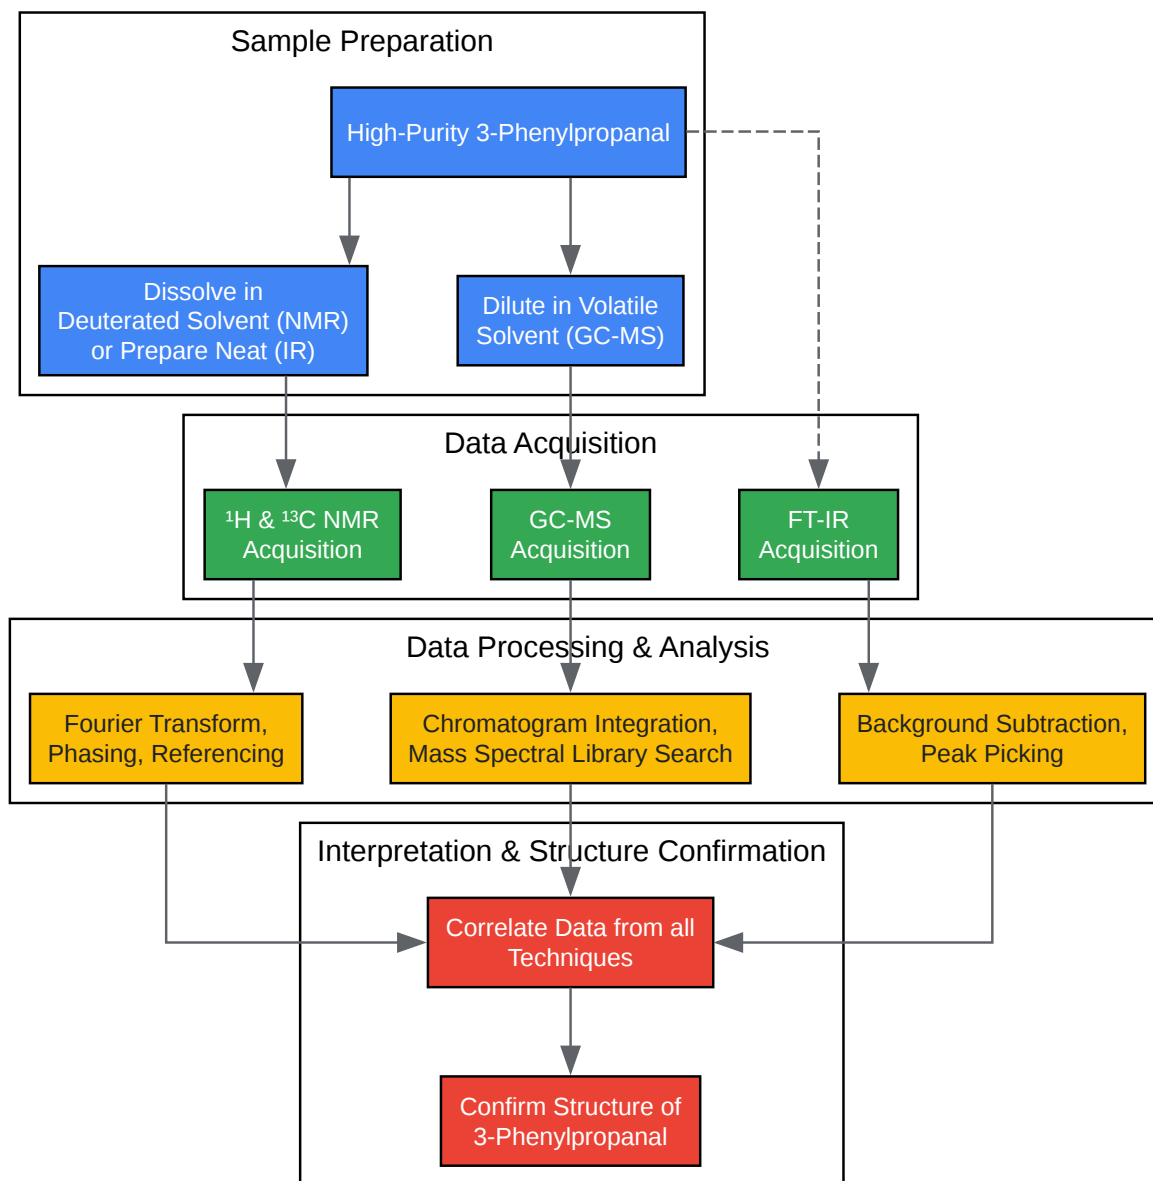 Sample Preparation
High-Purity 3-Phenylpropanal
Dissolve in
Deuterated Solvent (NMR)
or Prepare Neat (IR)
Dilute in Volatile
Solvent (GC-MS)
Data Acquisition
¹H & ¹³C NMR
Acquisition
GC-MS
Acquisition
FT-IR
Acquisition
Data Processing & Analysis
Fourier Transform,
Phasing, Referencing
Chromatogram Integration,
Mass Spectral Library Search
Background Subtraction,
Peak Picking
Interpretation & Structure Confirmation
Correlate Data from all
Techniques
Confirm Structure of
3-Phenylpropanal